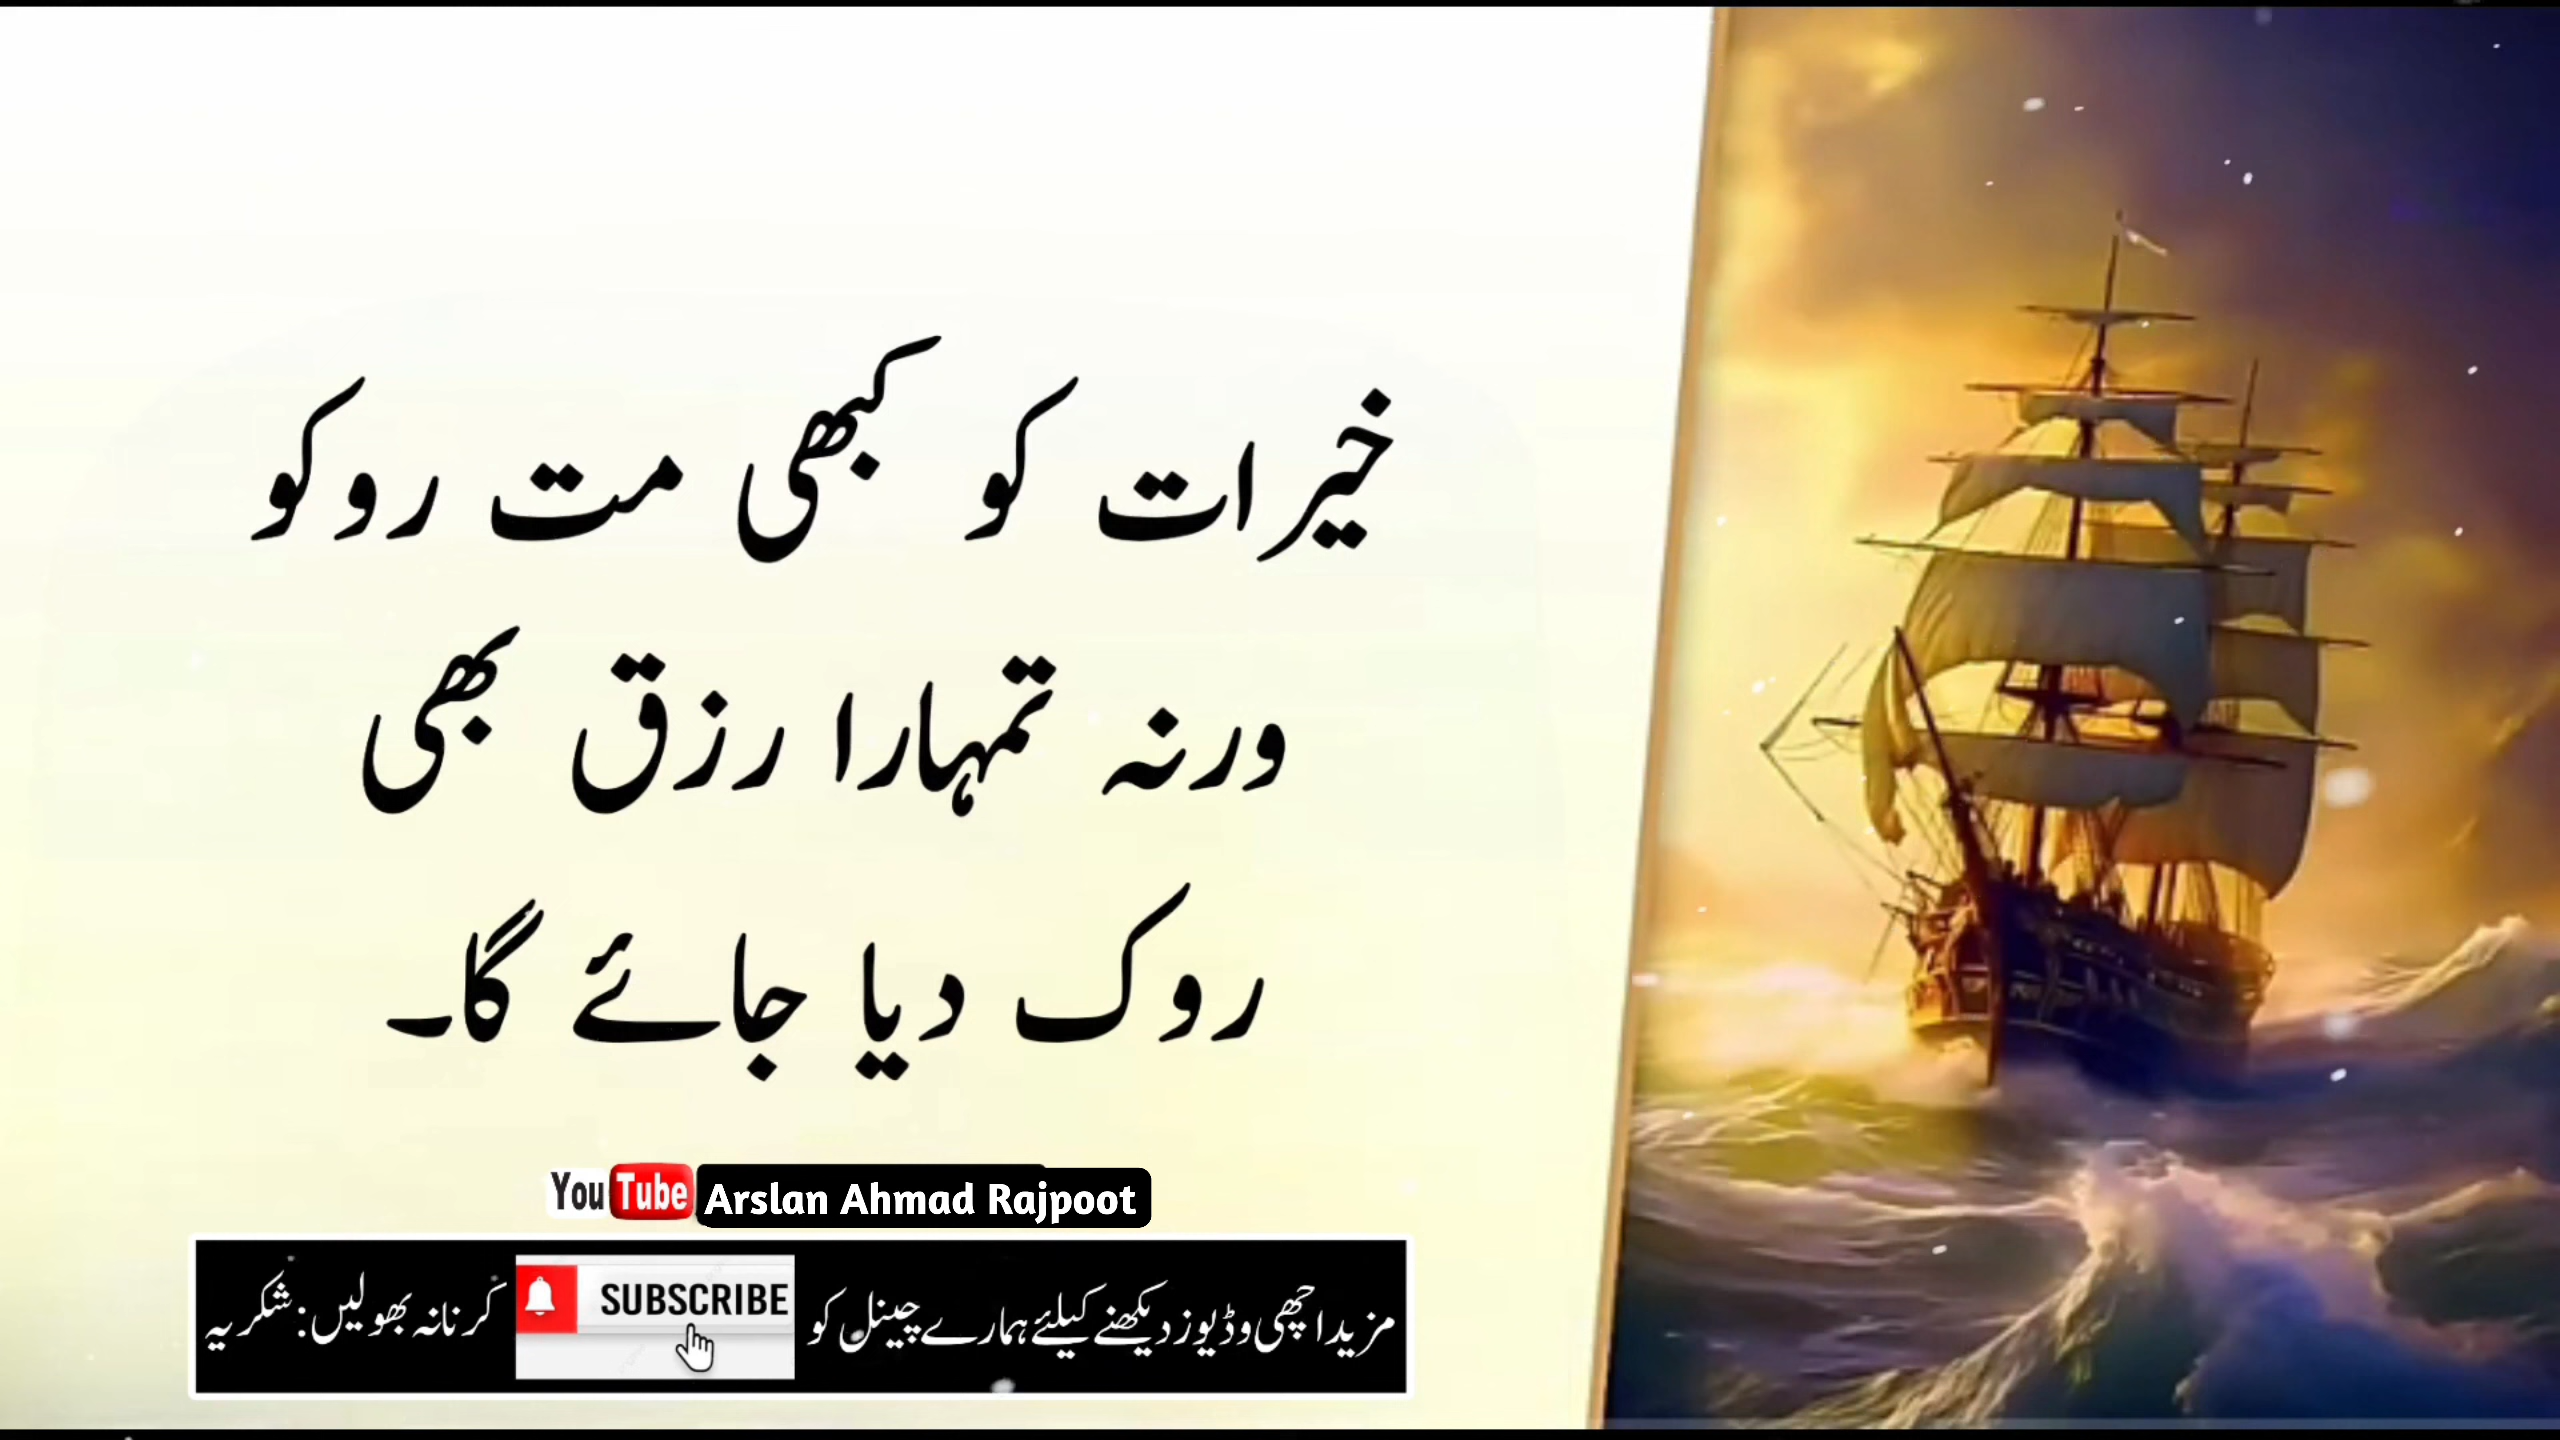 خیرات کو کبھی مت روکو
ورنہ تمہارا رزق بھی
روک دیا جائے گا۔
YouTube Arslan Ahmad Rajpoot
مزید اچھی وڈیوز دیکھنے کیلئے ہمارے چینل کو SUBSCRIBE کرنا نہ بھولیں: شکریہ